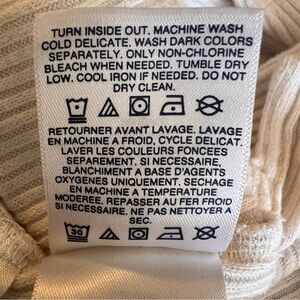 TURN INSIDE OUT. MACHINE WASH
COLD DELICATE. WASH DARK COLORS
SEPARATELY. ONLY NON-CHLORINE
BLEACH WHEN NEEDED. TUMBLE DRY
LOW. COOL IRON IF NEEDED. DO NOT
DRY CLEAN.
RETOURNER AVANT LAVAGE. LAVAGE
EN MACHINE A FROID, CYCLE DELICAT.
LAVER LES COULEURS FONCEES
SEPAREMENT. SI NECESSAIRE,
BLANCHIMENT A BASE D'AGENTS
OXYGENES UNIQUEMENT. SECHAGE
EN MACHINE A TEMPERATURE
MODEREE. REPASSER AU FER FROID
SI NECESSAIRE. NE PAS NETTOYER A
SEC.
30